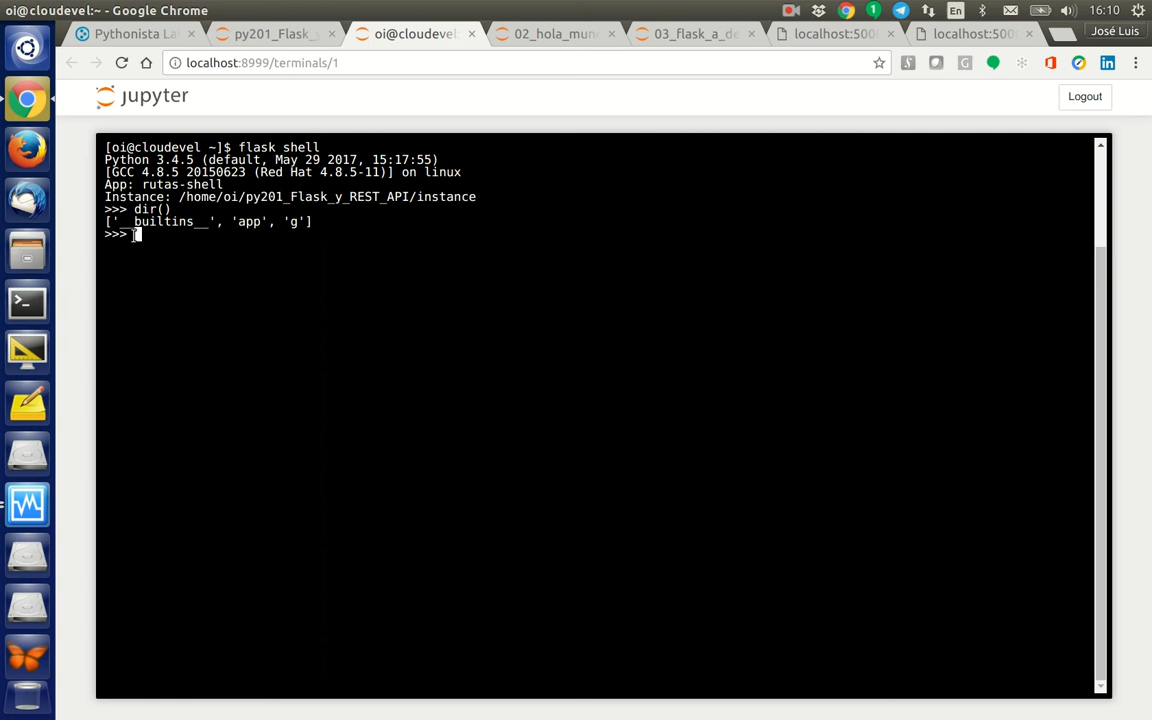 oi@cloudevel:~ - Google Chrome
1
En
16:10
Pythonista La
py201_Flask_
oi@cloudevel:
02_hola_mun
03_flask_a_de
localhost:500
localhost:500
José Luis
localhost:8999/terminals/1
jupyter
Logout
[oi@cloudevel ~]$ flask shell
Python 3.4.5 (default, May 29 2017, 15:17:55)
[GCC 4.8.5 20150623 (Red Hat 4.8.5-11)] on linux
App: rutas-shell
Instance: /home/oi/py201_Flask_y_REST_API/instance
>>> dir()
['__builtins__', 'app', 'g']
>>>